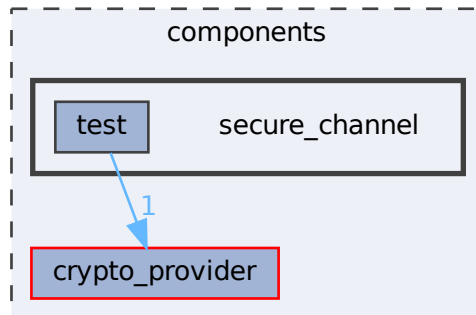 components
test
secure_channel
1
crypto_provider